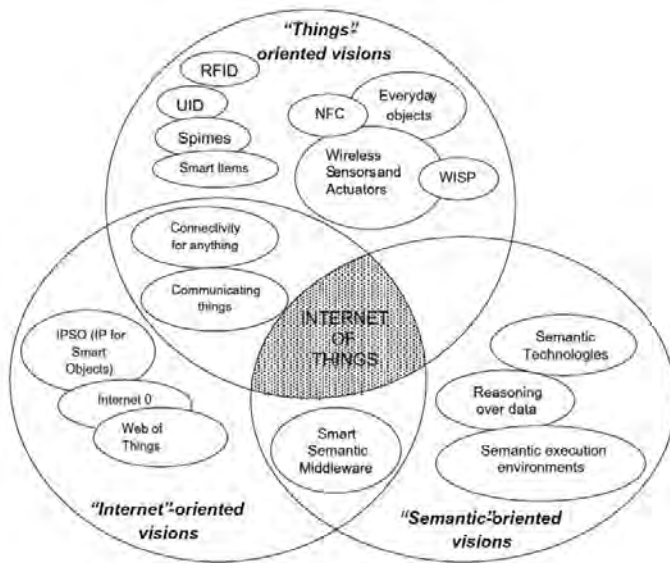 “Things”-
oriented visions
RFID
UID
Spimes
Smart Items
NFC
Everyday
objects
Wireless
Sensors and
Actuators
WISP
Connectivity
for anything
Communicating
things
INTERNET
OF
THINGS
IPSO (IP for
Smart
Objects)
Internet 0
Web of
Things
Semantic
Technologies
Reasoning
over data
Semantic execution
environments
Smart
Semantic
Middleware
“Internet”-oriented
visions
“Semantic”-oriented
visions